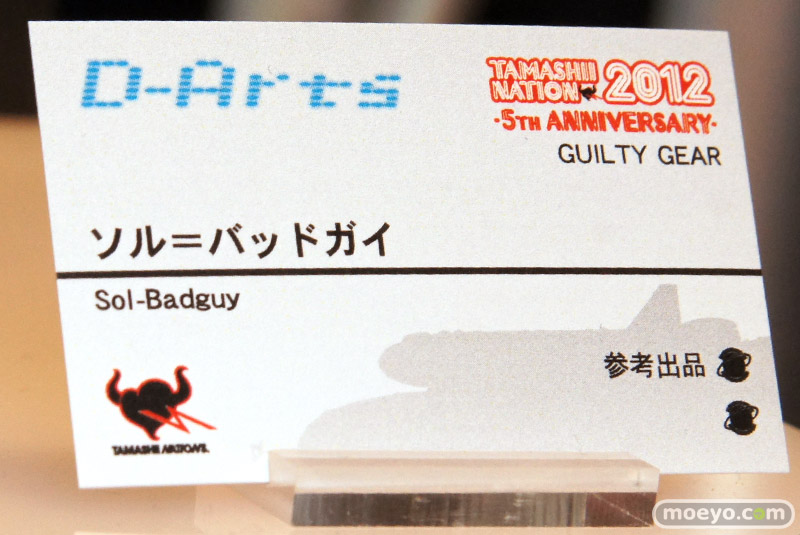 D-Arts
TAMASHII
NATION 2012
·5TH ANNIVERSARY·
GUILTY GEAR
ソル=バッドガイ
Sol-Badguy
参考出品
TAMASHII NATIONS.
moeyo.com